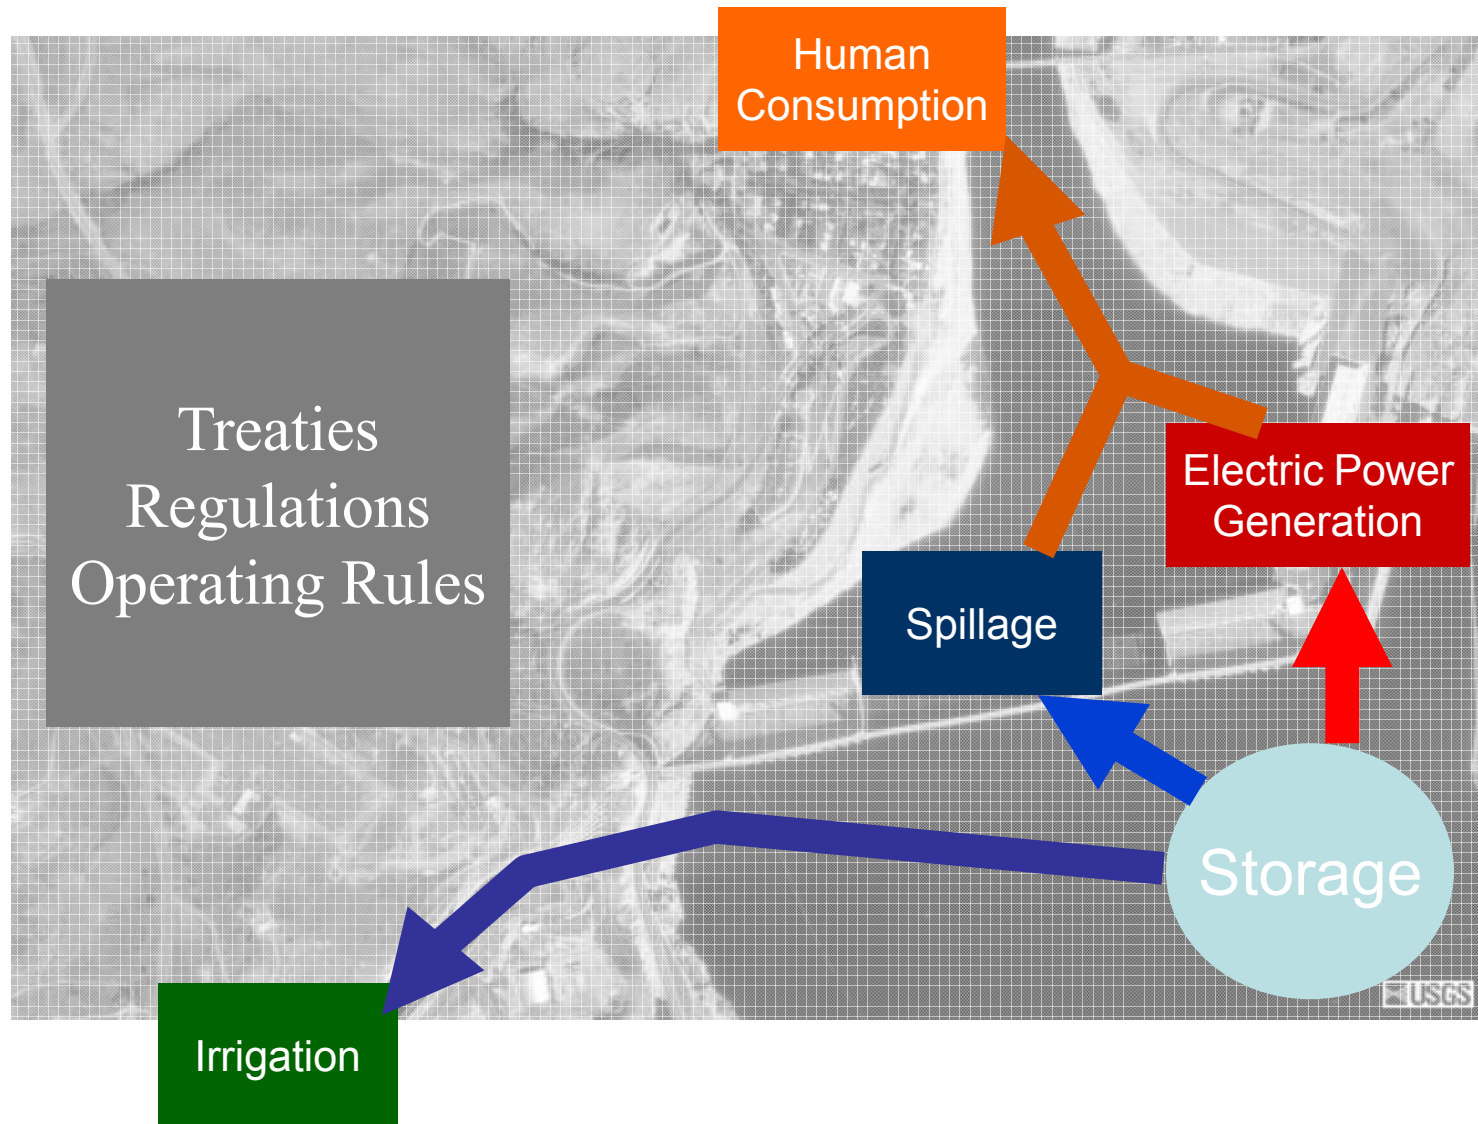 Human
Consumption
Treaties
Regulations
Operating Rules
Electric Power
Generation
Spillage
Storage
USGS
Irrigation